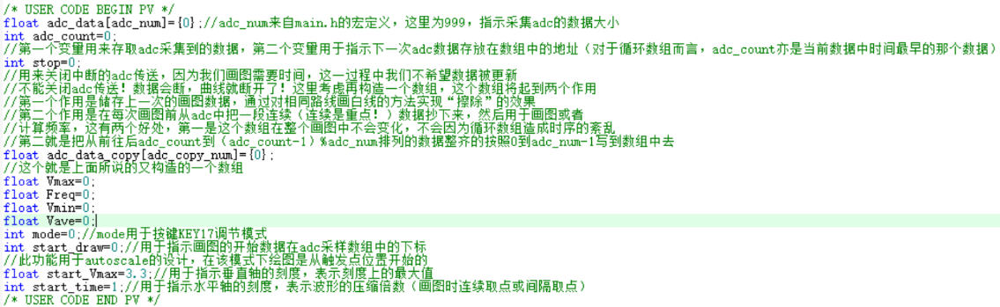 /* USER CODE BEGIN PV */
float adc_data[adc_num]={0};//adc_num来自main.h的宏定义，这里为999，指示采集adc的数据大小
int adc_count=0;
//第一个变量用来存取adc采集到的数据，第二个变量用于指示下一次adc数据存放在数组中的地址（对于循环数组而言，adc_count亦是当前数据中时间最早的那个数据）
int stop=0;
//用来关闭中断的adc传送，因为我们画图需要时间，这一过程中我们不希望数据被更新
//不能关闭adc传送！数据会断，曲线就断开了！这里考虑再构造一个数组，这个数组将起到两个作用
//第一个作用是储存上一次的画图数据，通过对相同路线画白线的方法实现“擦除”的效果
//第二个作用是在每次画图前从adc中把一段连续（连续是重点！）数据抄下来，然后用于画图或者
//计算频率，这有两个好处，第一是这个数组在整个画图中不会变化，不会因为循环数组造成时序的紊乱
//第二就是把从前往后adc_count到（adc_count-1）%adc_num排列的数据整齐的按照0到adc_num-1写到数组中去
float adc_data_copy[adc_copy_num]={0};
//这个就是上面所说的又构造的一个数组
float Vmax=0;
float Freq=0;
float Vmin=0;
float Vave=0;
int mode=0;//mode用于按键KEY17调节模式
int start_draw=0;//用于指示画图的开始数据在adc采样数组中的下标
//此功能用于autoscale的设计，在该模式下绘图是从触发点位置开始的
float start_Vmax=3.3;//用于指示垂直轴的刻度，表示刻度上的最大值
int start_time=1;//用于指示水平轴的刻度，表示波形的压缩倍数（画图时连续取点或间隔取点）
/* USER CODE END PV */